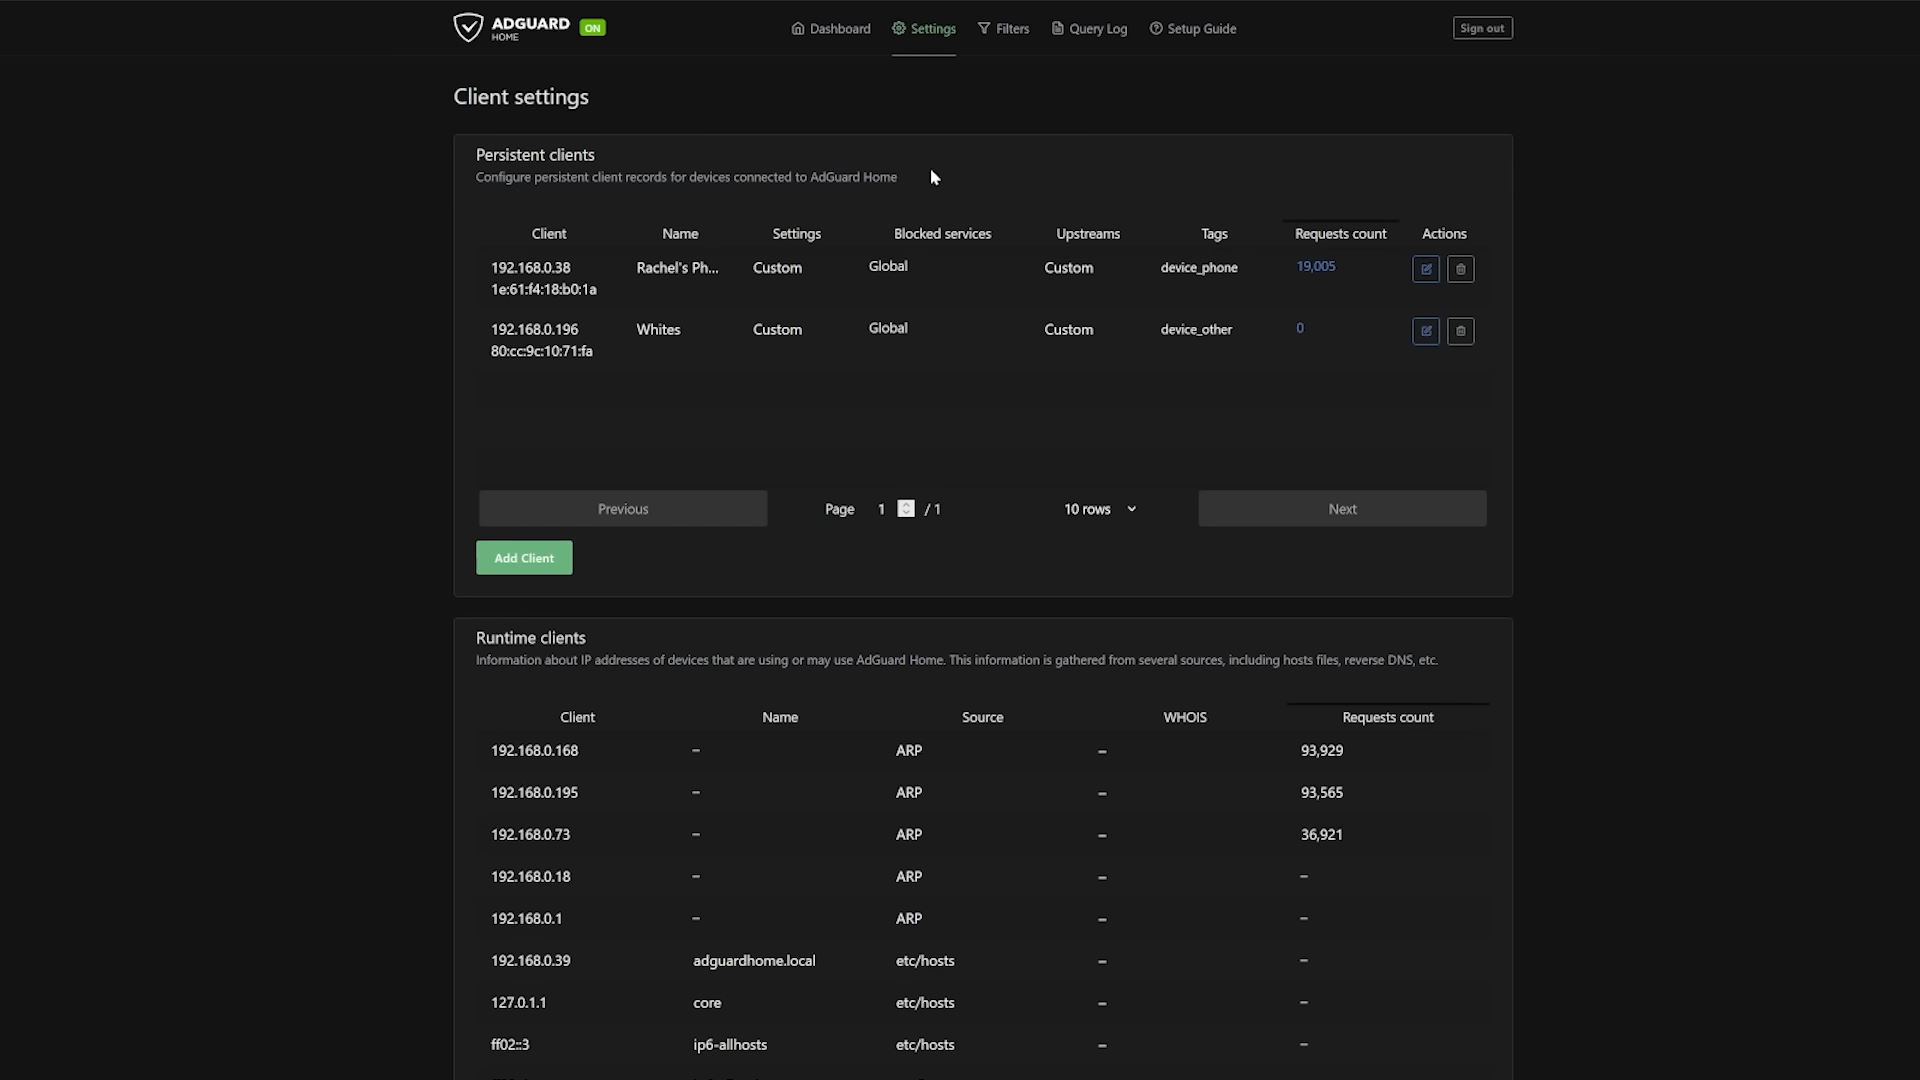 ADGUARD
HOME
ON
Dashboard
Settings
Filters
Query Log
Setup Guide
Sign out
Client settings
Persistent clients
Configure persistent client records for devices connected to AdGuard Home
Client Name Settings Blocked services Upstreams Tags Requests count Actions
192.168.0.38 Rachel's Ph... Custom Global Custom device_phone 19,005
1e:61:f4:18:b0:1a
192.168.0.196 Whites Custom Global Custom device_other 0
80:cc:9c:10:71:fa
Previous Page 1 / 1 10 rows Next
Add Client
Runtime clients
Information about IP addresses of devices that are using or may use AdGuard Home. This information is gathered from several sources, including hosts files, reverse DNS, etc.
Client Name Source WHOIS Requests count
192.168.0.168 – ARP – 93,929
192.168.0.195 – ARP – 93,565
192.168.0.73 – ARP – 36,921
192.168.0.18 – ARP – –
192.168.0.1 – ARP – –
192.168.0.39 adguardhome.local etc/hosts – –
127.0.1.1 core etc/hosts – –
ff02::3 ip6-allhosts etc/hosts – –